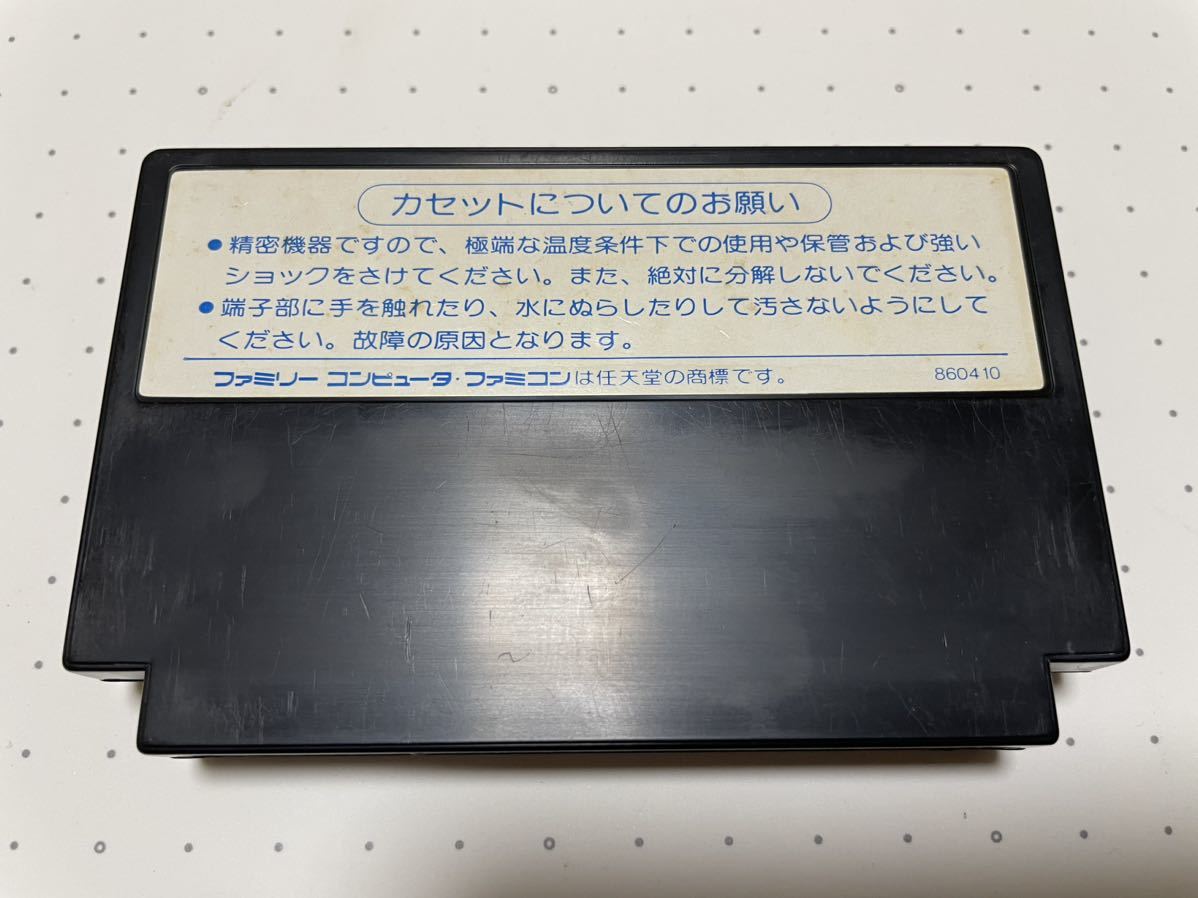 カセットについてのお願い
●精密機器ですので、極端な温度条件下での使用や保管および強い
ショックをさけてください。また、絶対に分解しないでください。
●端子部に手を触れたり、水にぬらしたりして汚さないようにして
ください。故障の原因となります。
ファミリー コンピュータ・ファミコンは任天堂の商標です。 860410